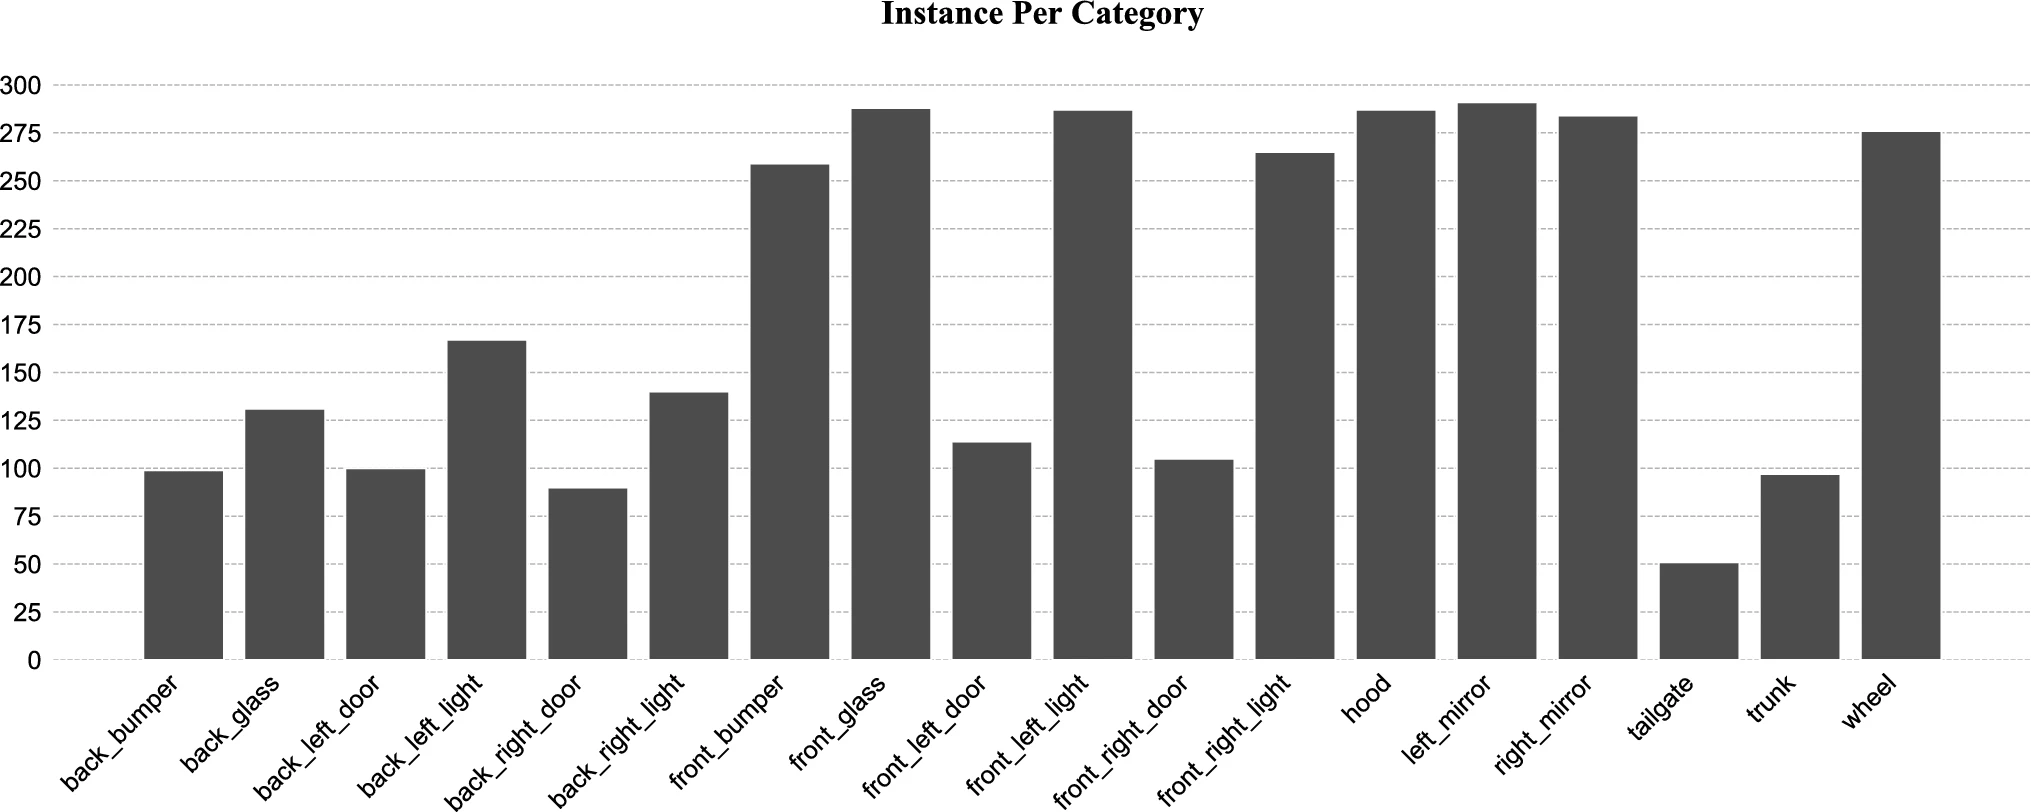 Instance Per Category
300
275
250
225
200
175
150
125
100
75
50
25
0
back_bumper
back_glass
back_left_door
back_left_light
back_right_door
back_right_light
front_bumper
front_glass
front_left_door
front_left_light
front_right_door
front_right_light
hood
left_mirror
right_mirror
tailgate
trunk
wheel